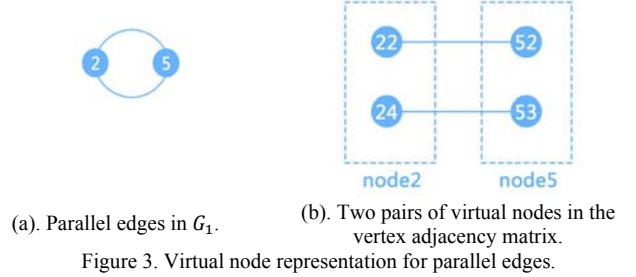 2 5
22 52
24 53
node2 node5
(a). Parallel edges in 𝐺₁.
(b). Two pairs of virtual nodes in the
vertex adjacency matrix.
Figure 3. Virtual node representation for parallel edges.